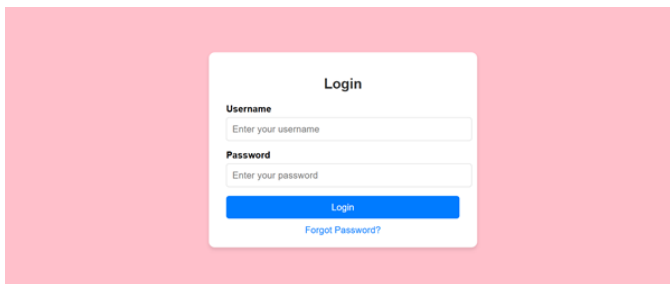 Login
Username
Enter your username
Password
Enter your password
Login
Forgot Password?